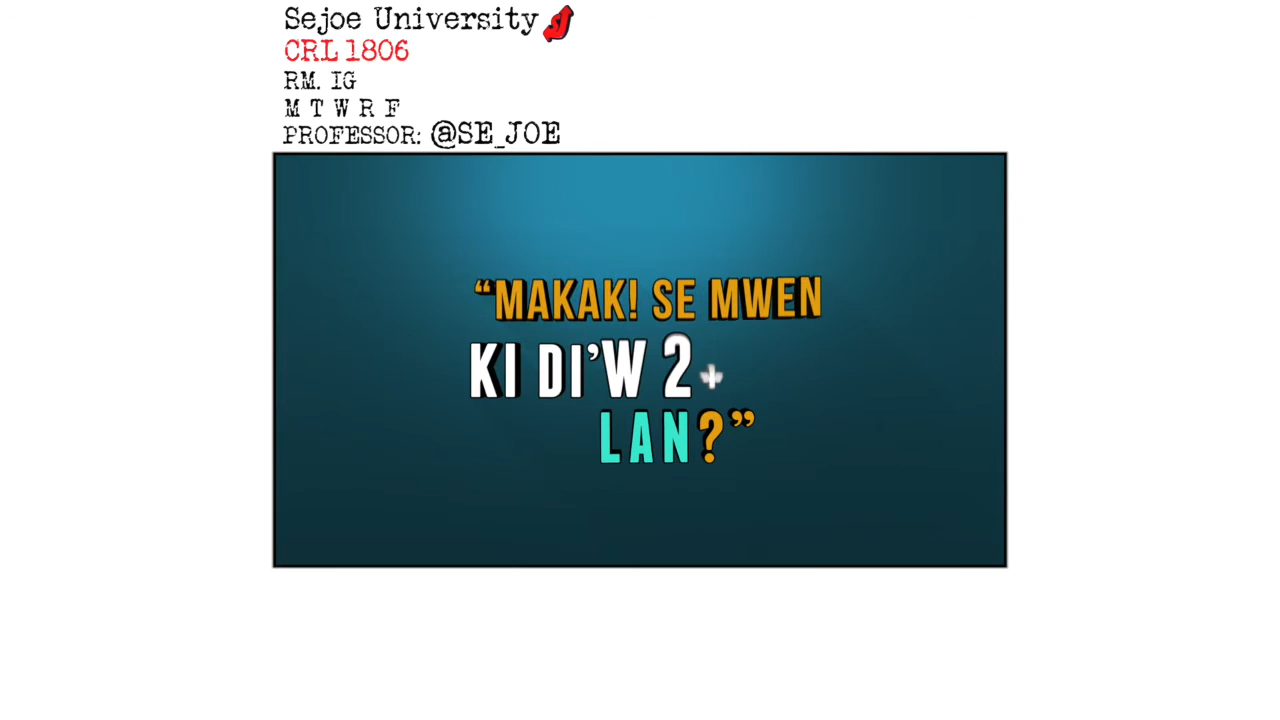 Sejoe University
CRL 1806
RM. IG
M T W R F
PROFESSOR: @SE_JOE
“MAKAK! SE MWEN
KI DI’W 2+
LAN?”